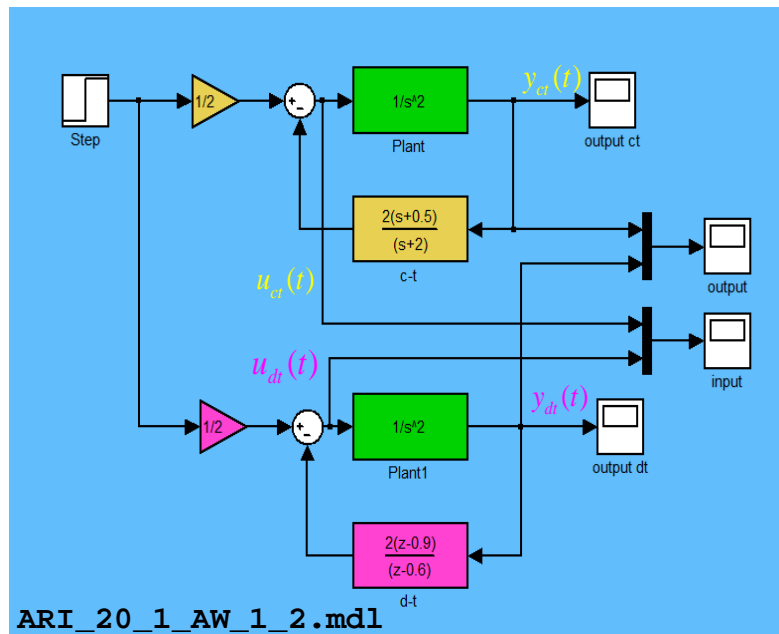 Step
1/2
1/s^2
Plant
y_ct(t)
output ct
2(s+0.5)
(s+2)
c-t
u_ct(t)
output
u_dt(t)
input
1/2
1/s^2
Plant1
y_dt(t)
output dt
2(z-0.9)
(z-0.6)
d-t
ARI_20_1_AW_1_2.mdl